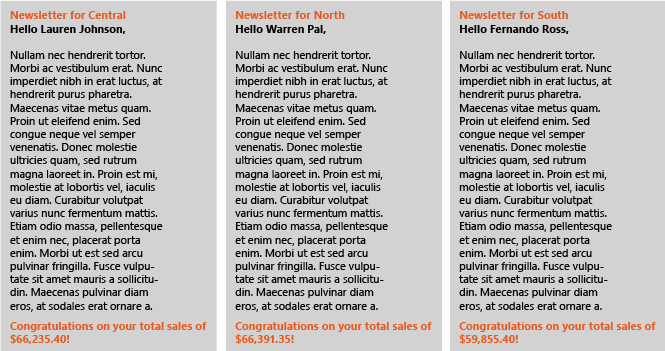 Newsletter for Central
Hello Lauren Johnson,
Nullam nec hendrerit tortor.
Morbi ac vestibulum erat. Nunc
imperdiet nibh in erat luctus, at
hendrerit purus pharetra.
Maecenas vitae metus quam.
Proin ut eleifend enim. Sed
congue neque vel semper
venenatis. Donec molestie
ultricies quam, sed rutrum
magna laoreet in. Proin est mi,
molestie at lobortis vel, iaculis
eu diam. Curabitur volutpat
varius nunc fermentum mattis.
Etiam odio massa, pellentesque
et enim nec, placerat porta
enim. Morbi ut est sed arcu
pulvinar fringilla. Fusce vulpu-
tate sit amet mauris a sollicitu-
din. Maecenas pulvinar diam
eros, at sodales erat ornare a.
Congratulations on your total sales of
$66,235.40!
Newsletter for North
Hello Warren Pal,
Nullam nec hendrerit tortor.
Morbi ac vestibulum erat. Nunc
imperdiet nibh in erat luctus, at
hendrerit purus pharetra.
Maecenas vitae metus quam.
Proin ut eleifend enim. Sed
congue neque vel semper
venenatis. Donec molestie
ultricies quam, sed rutrum
magna laoreet in. Proin est mi,
molestie at lobortis vel, iaculis
eu diam. Curabitur volutpat
varius nunc fermentum mattis.
Etiam odio massa, pellentesque
et enim nec, placerat porta
enim. Morbi ut est sed arcu
pulvinar fringilla. Fusce vulpu-
tate sit amet mauris a sollicitu-
din. Maecenas pulvinar diam
eros, at sodales erat ornare a.
Congratulations on your total sales of
$66,391.35!
Newsletter for South
Hello Fernando Ross,
Nullam nec hendrerit tortor.
Morbi ac vestibulum erat. Nunc
imperdiet nibh in erat luctus, at
hendrerit purus pharetra.
Maecenas vitae metus quam.
Proin ut eleifend enim. Sed
congue neque vel semper
venenatis. Donec molestie
ultricies quam, sed rutrum
magna laoreet in. Proin est mi,
molestie at lobortis vel, iaculis
eu diam. Curabitur volutpat
varius nunc fermentum mattis.
Etiam odio massa, pellentesque
et enim nec, placerat porta
enim. Morbi ut est sed arcu
pulvinar fringilla. Fusce vulpu-
tate sit amet mauris a sollicitu-
din. Maecenas pulvinar diam
eros, at sodales erat ornare a.
Congratulations on your total sales of
$59,855.40!